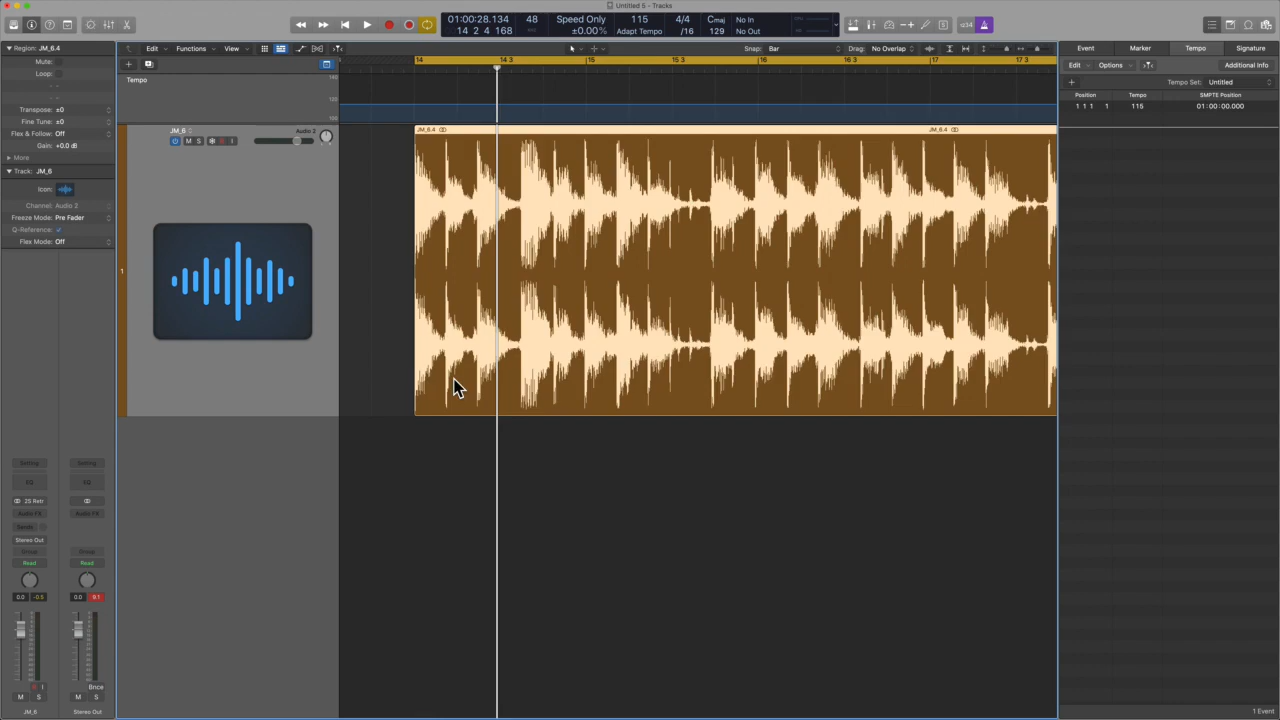 Untitled 5 - Tracks
01:00:28.134
14 2 4 168
48
Speed Only
±0.00%
115
Adapt Tempo
4/4
/16
Cmaj
129
No In
No Out
1234
Region: JM_6.4
Mute:
Loop:
Transpose: ±0
Fine Tune: ±0
Flex & Follow: Off
Gain: +0.0 dB
More
Track: JM_6
Icon:
Channel: Audio 2
Freeze Mode: Pre Fader
Q-Reference:
Flex Mode: Off
Edit
Functions
View
Snap: Bar
Drag: No Overlap
Tempo
140
120
14
14 3
15
15 3
16
16 3
17
17 3
JM_6
Audio 2
M S
I
1
JM_6.4
JM_6.4
Event
Marker
Tempo
Signature
Edit
Options
Additional Info
Tempo Set: Untitled
Position
Tempo
SMPTE Position
1 1 1 1
115
01:00:00.000
Setting
Setting
EQ
EQ
2S Retr
Audio FX
Audio FX
Sends
Stereo Out
Group
Group
Read
Read
0.0
-0.5
0.0
9.1
R I
Bnce
M S
M S
JM_6
Stereo Out
1 Event